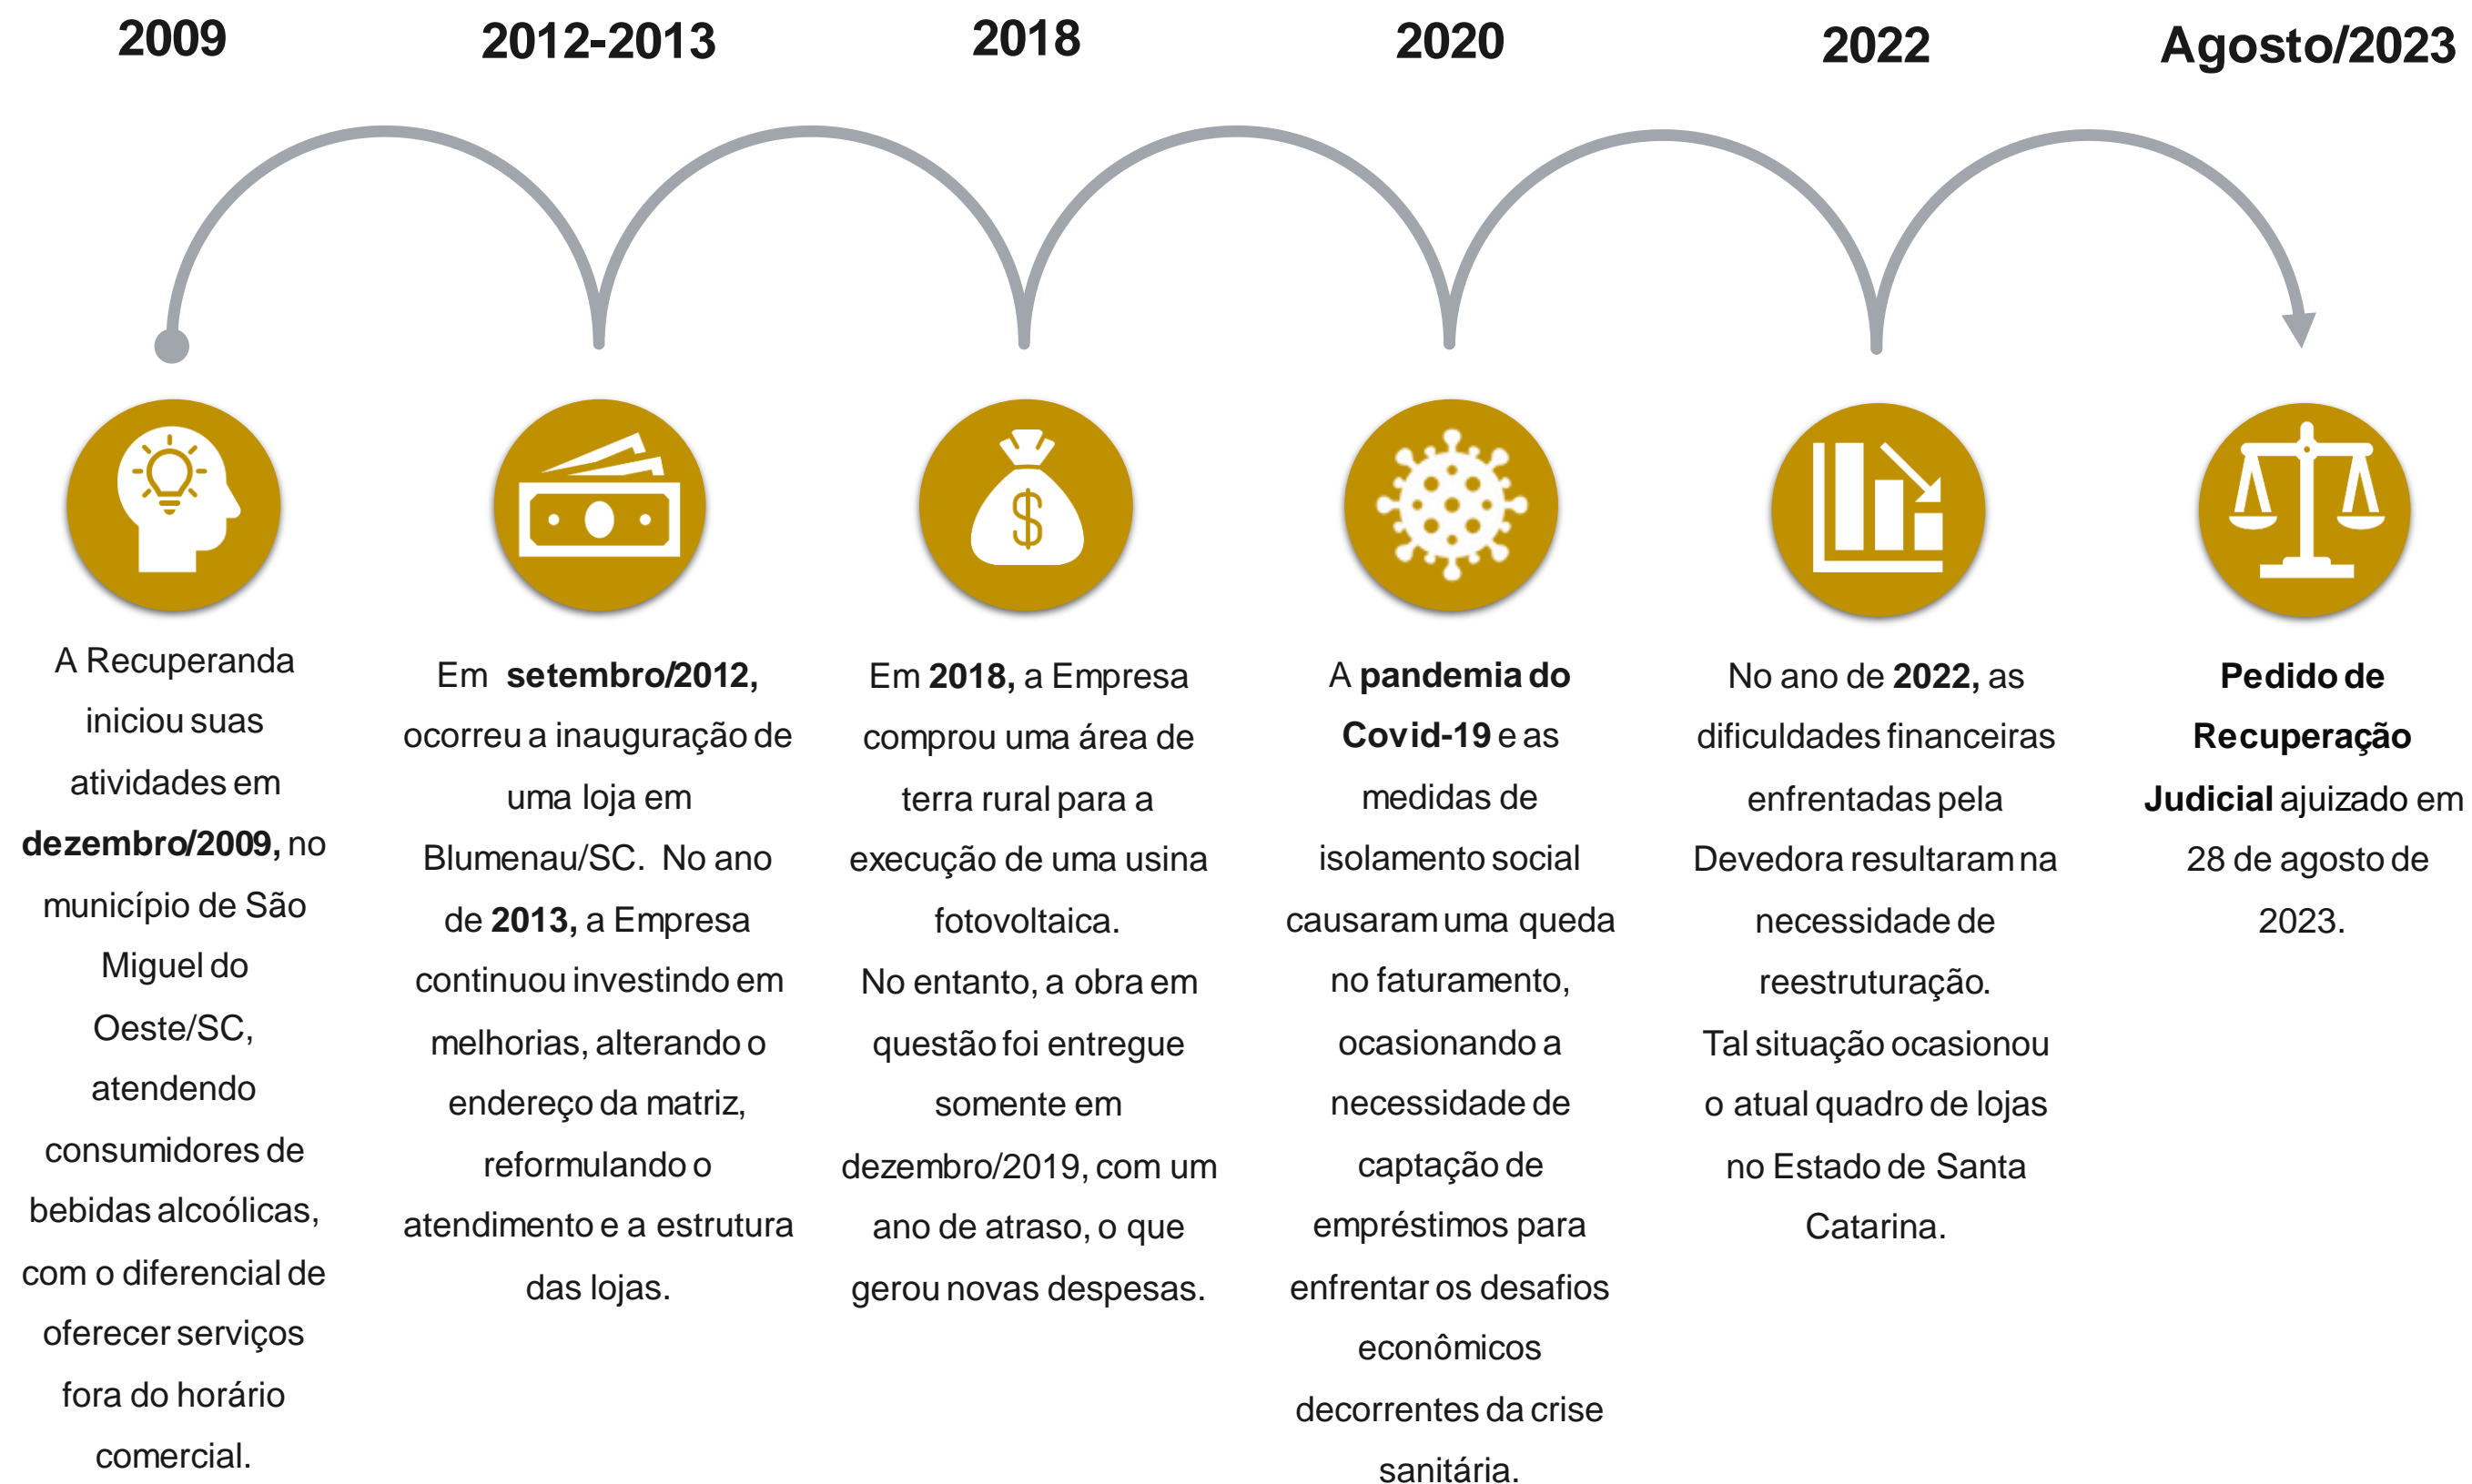 2009
2012-2013
2018
2020
2022
Agosto/2023
A Recuperanda
iniciou suas
atividades em
dezembro/2009, no
município de São
Miguel do
Oeste/SC,
atendendo
consumidores de
bebidas alcoólicas,
com o diferencial de
oferecer serviços
fora do horário
comercial.
Em setembro/2012,
ocorreu a inauguração de
uma loja em
Blumenau/SC. No ano
de 2013, a Empresa
continuou investindo em
melhorias, alterando o
endereço da matriz,
reformulando o
atendimento e a estrutura
das lojas.
Em 2018, a Empresa
comprou uma área de
terra rural para a
execução de uma usina
fotovoltaica.
No entanto, a obra em
questão foi entregue
somente em
dezembro/2019, com um
ano de atraso, o que
gerou novas despesas.
A pandemia do
Covid-19 e as
medidas de
isolamento social
causaram uma queda
no faturamento,
ocasionando a
necessidade de
captação de
empréstimos para
enfrentar os desafios
econômicos
decorrentes da crise
sanitária.
No ano de 2022, as
dificuldades financeiras
enfrentadas pela
Devedora resultaram na
necessidade de
reestruturação.
Tal situação ocasionou
o atual quadro de lojas
no Estado de Santa
Catarina.
Pedido de
Recuperação
Judicial ajuizado em
28 de agosto de
2023.
$